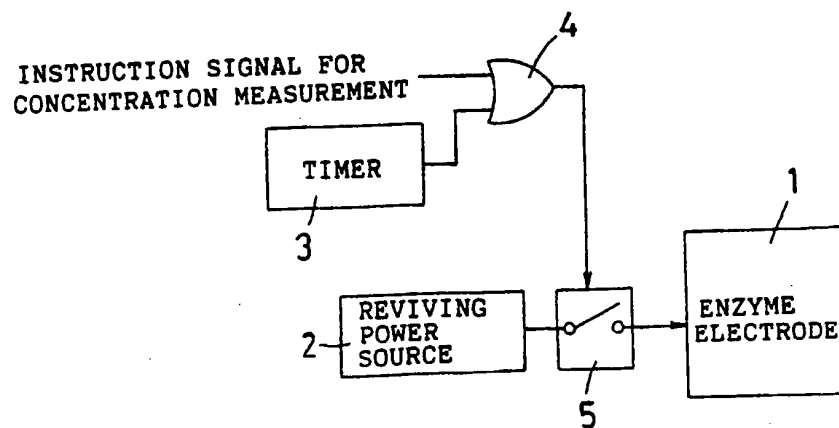 4
INSTRUCTION SIGNAL FOR
CONCENTRATION MEASUREMENT
TIMER
3
1
REVIVING
POWER
SOURCE
2
ENZYME
ELECTRODE
5